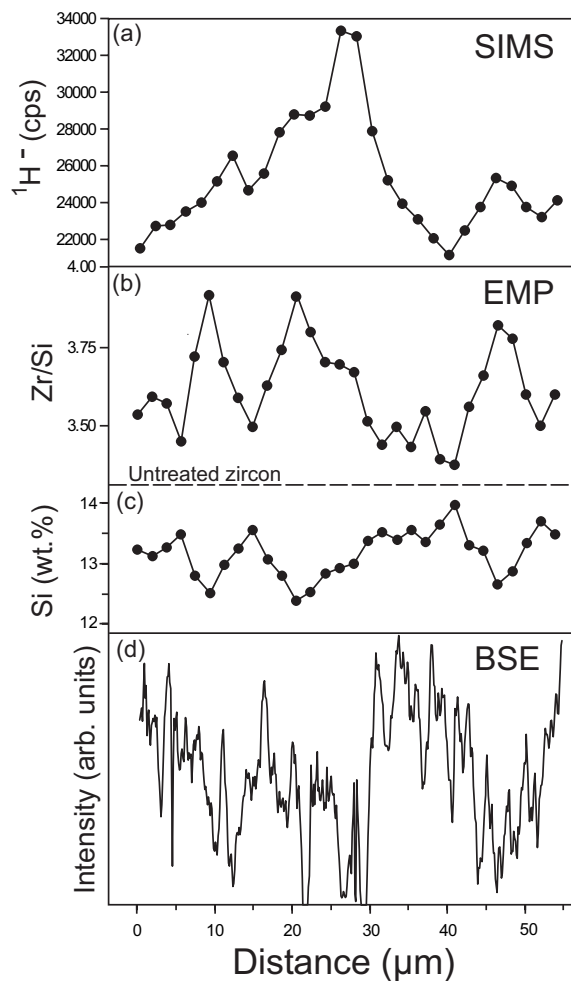 (a)
SIMS
34000
32000
30000
28000
26000
24000
22000
4.00
¹H⁻ (cps)
(b)
EMP
3.75
3.50
Zr/Si
Untreated zircon
(c)
14
13
12
Si (wt.%)
(d)
BSE
Intensity (arb. units)
0 10 20 30 40 50
Distance (µm)